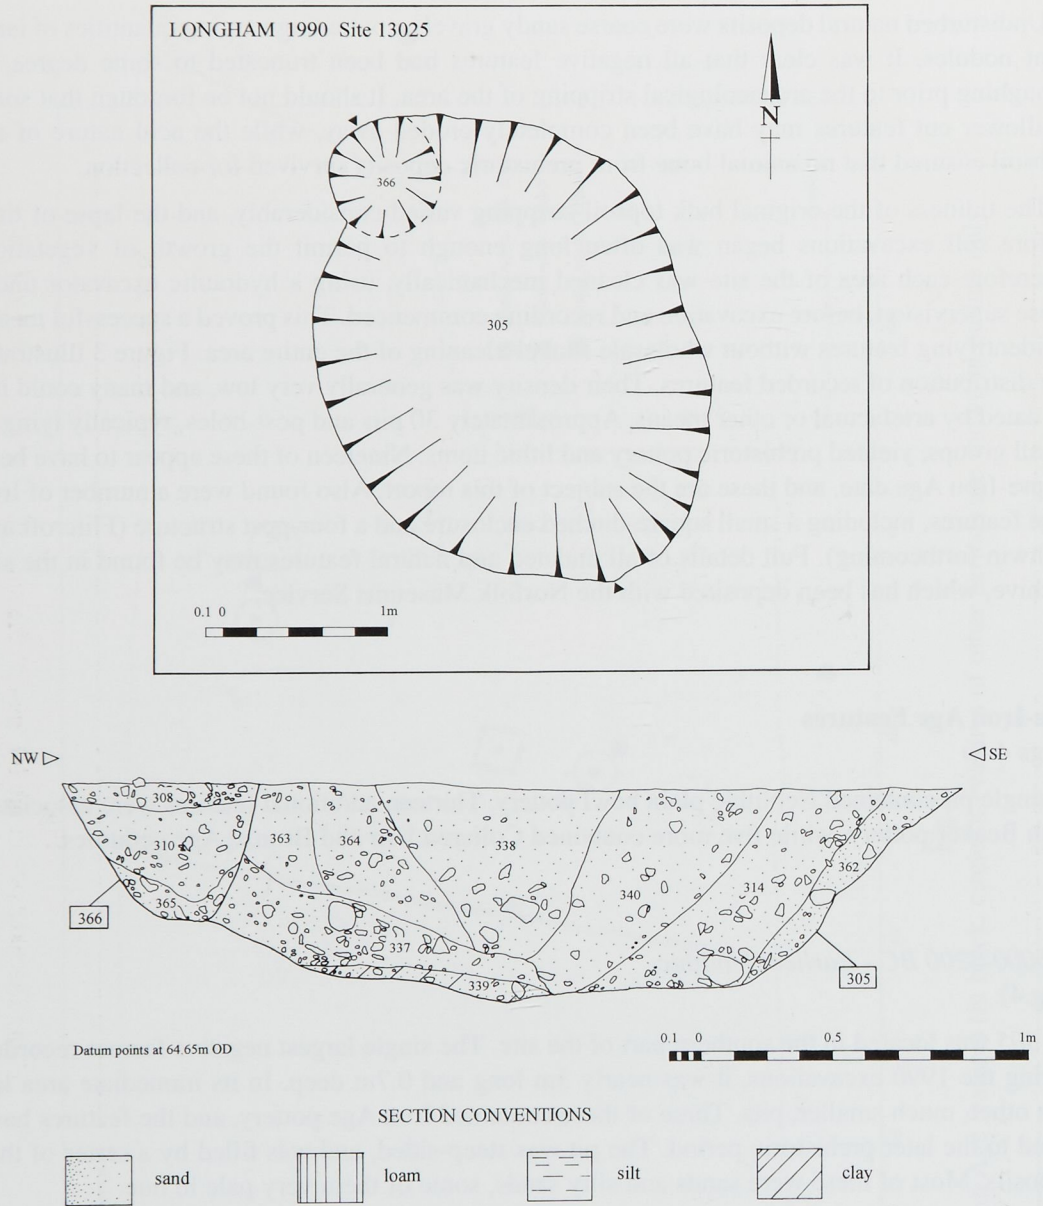 LONGHAM 1990 Site 13025
N
366
305
0.1 0 1m
NW SE
308
310
363
364
338
340
314
362
365
366
337
339
305
Datum points at 64.65m OD
0.1 0 0.5 1m
SECTION CONVENTIONS
sand loam silt clay